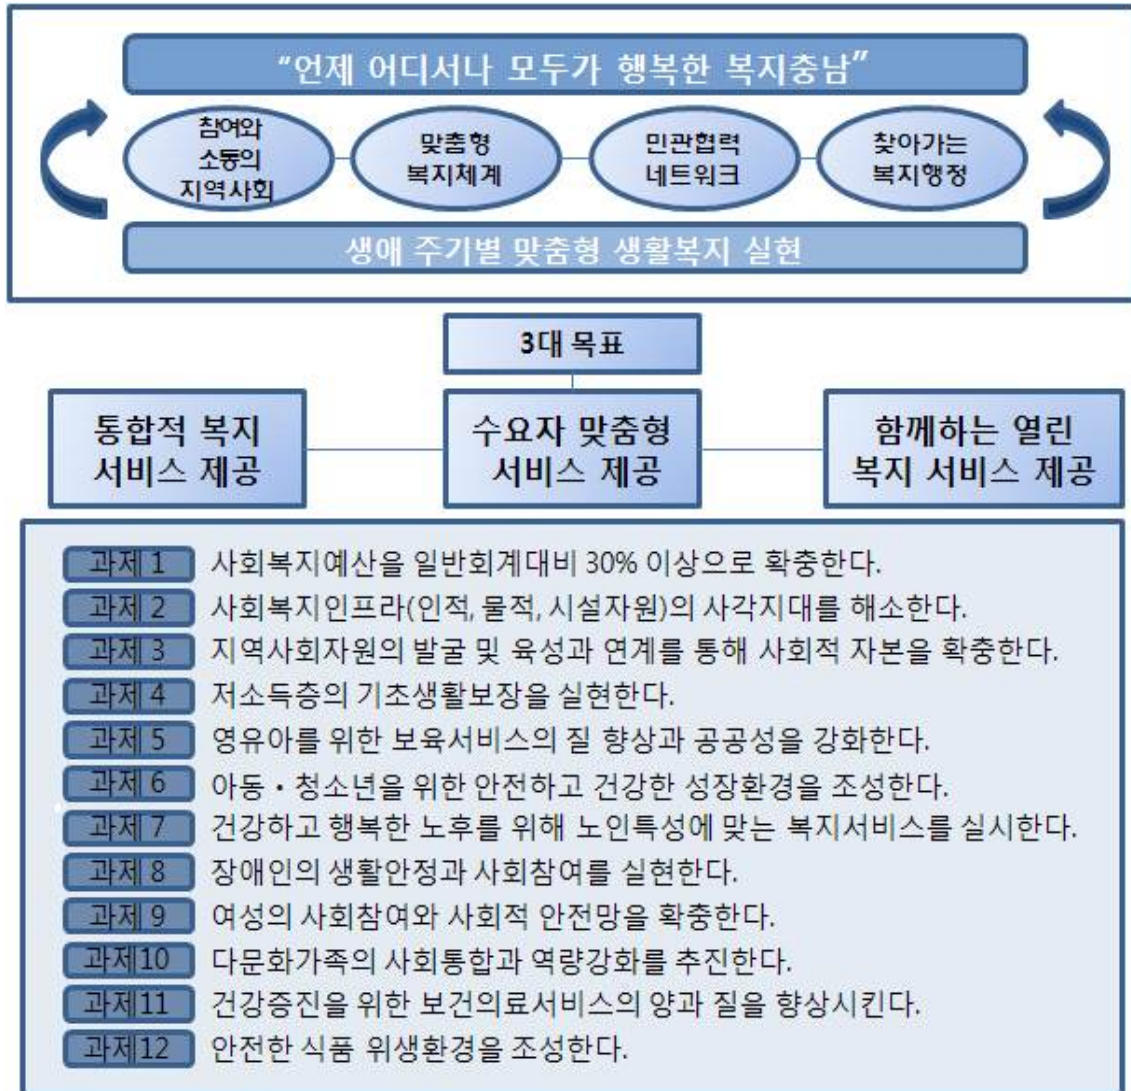 “언제 어디서나 모두가 행복한 복지충남”
참여와
소통의
지역사회
맞춤형
복지체계
민관협력
네트워크
찾아가는
복지행정
생애 주기별 맞춤형 생활복지 실현
3대 목표
통합적 복지
서비스 제공
수요자 맞춤형
서비스 제공
함께하는 열린
복지 서비스 제공
과제 1 사회복지예산을 일반회계대비 30% 이상으로 확충한다.
과제 2 사회복지인프라(인적, 물적, 시설자원)의 사각지대를 해소한다.
과제 3 지역사회자원의 발굴 및 육성과 연계를 통해 사회적 자본을 확충한다.
과제 4 저소득층의 기초생활보장을 실현한다.
과제 5 영유아를 위한 보육서비스의 질 향상과 공공성을 강화한다.
과제 6 아동・청소년을 위한 안전하고 건강한 성장환경을 조성한다.
과제 7 건강하고 행복한 노후를 위해 노인특성에 맞는 복지서비스를 실시한다.
과제 8 장애인의 생활안정과 사회참여를 실현한다.
과제 9 여성의 사회참여와 사회적 안전망을 확충한다.
과제10 다문화가족의 사회통합과 역량강화를 추진한다.
과제11 건강증진을 위한 보건의료서비스의 양과 질을 향상시킨다.
과제12 안전한 식품 위생환경을 조성한다.